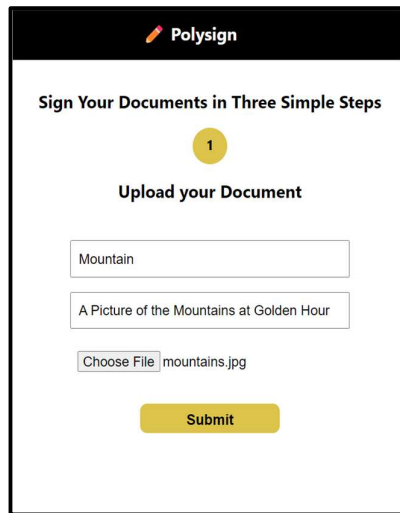 Polysign
Sign Your Documents in Three Simple Steps
1
Upload your Document
Mountain
A Picture of the Mountains at Golden Hour
Choose File mountains.jpg
Submit